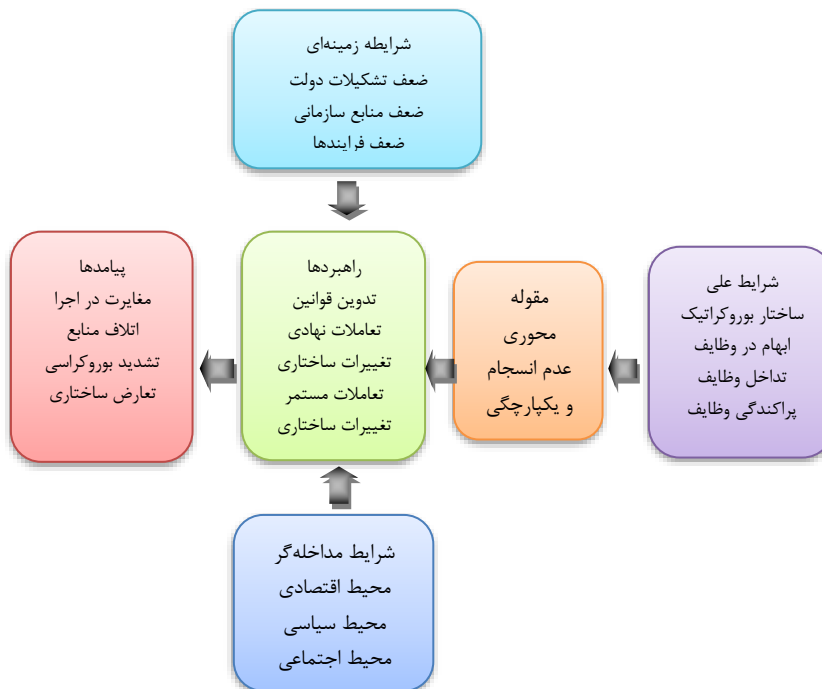 شرایطه زمینه‌ای
ضعف تشکیلات دولت
ضعف منابع سازمانی
ضعف فرایندها
شرایط علی
ساختار بوروکراتیک
ابهام در وظایف
تداخل وظایف
پراکندگی وظایف
مقوله
محوری
عدم انسجام
و یکپارچگی
راهبردها
تدوین قوانین
تعاملات نهادی
تغییرات ساختاری
تعاملات مستمر
تغییرات ساختاری
پیامدها
مغایرت در اجرا
اتلاف منابع
تشدید بوروکراسی
تعارض ساختاری
شرایط مداخله‌گر
محیط اقتصادی
محیط سیاسی
محیط اجتماعی